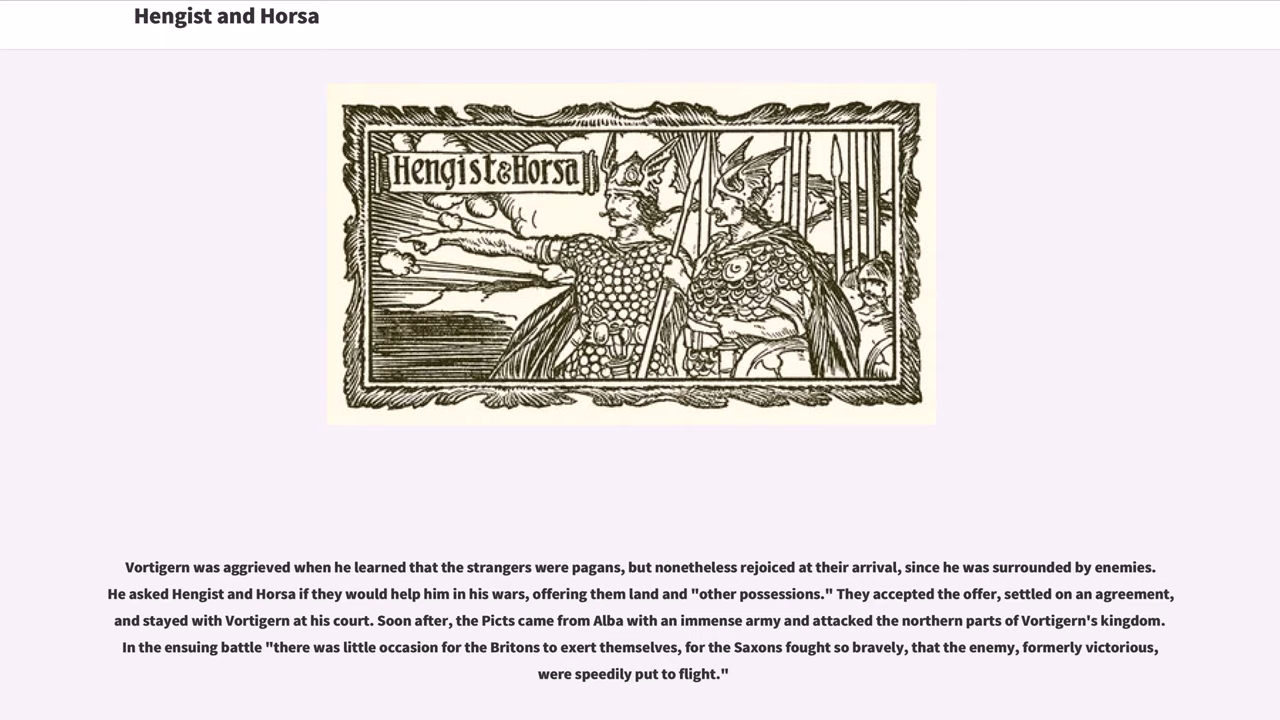 Hengist and Horsa
Hengist & Horsa
Vortigern was aggrieved when he learned that the strangers were pagans, but nonetheless rejoiced at their arrival, since he was surrounded by enemies.
He asked Hengist and Horsa if they would help him in his wars, offering them land and "other possessions." They accepted the offer, settled on an agreement,
and stayed with Vortigern at his court. Soon after, the Picts came from Alba with an immense army and attacked the northern parts of Vortigern's kingdom.
In the ensuing battle "there was little occasion for the Britons to exert themselves, for the Saxons fought so bravely, that the enemy, formerly victorious,
were speedily put to flight."